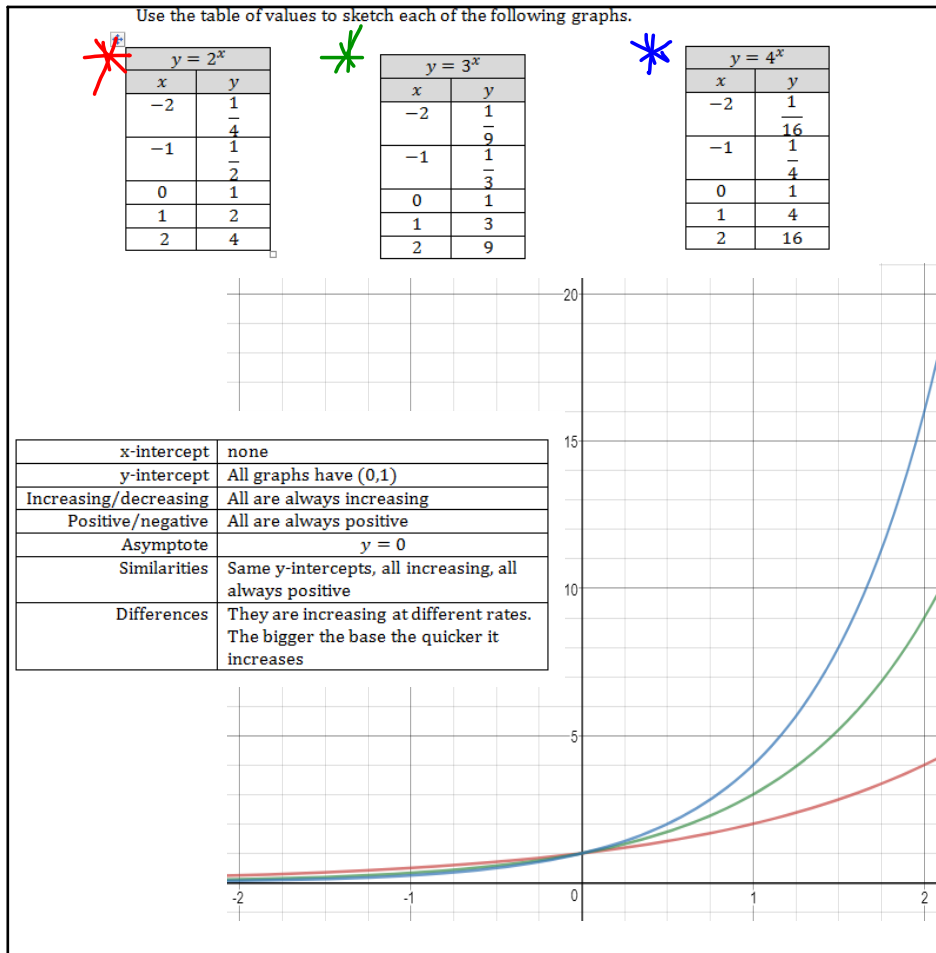 Use the table of values to sketch each of the following graphs.
y = 2^x
x y
−2 1/4
−1 1/2
0 1
1 2
2 4
y = 3^x
x y
−2 1/9
−1 1/3
0 1
1 3
2 9
y = 4^x
x y
−2 1/16
−1 1/4
0 1
1 4
2 16
x-intercept none
y-intercept All graphs have (0,1)
Increasing/decreasing All are always increasing
Positive/negative All are always positive
Asymptote y = 0
Similarities Same y-intercepts, all increasing, all
always positive
Differences They are increasing at different rates.
The bigger the base the quicker it
increases
20
15
10
5
-2 -1 0 1 2